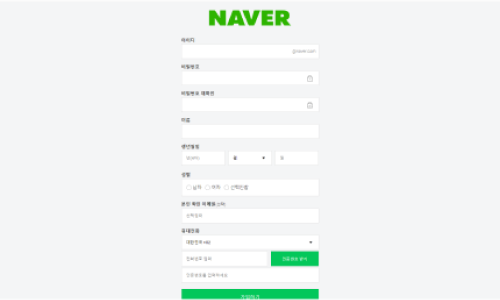 NAVER
아이디
@naver.com
비밀번호
비밀번호 재확인
이름
생년월일
년(4자)
월
일
성별
남자
여자
선택안함
본인 확인 이메일(선택)
선택입력
휴대전화
대한민국 +82
전화번호 입력
인증번호 받기
인증번호를 입력하세요
가입하기